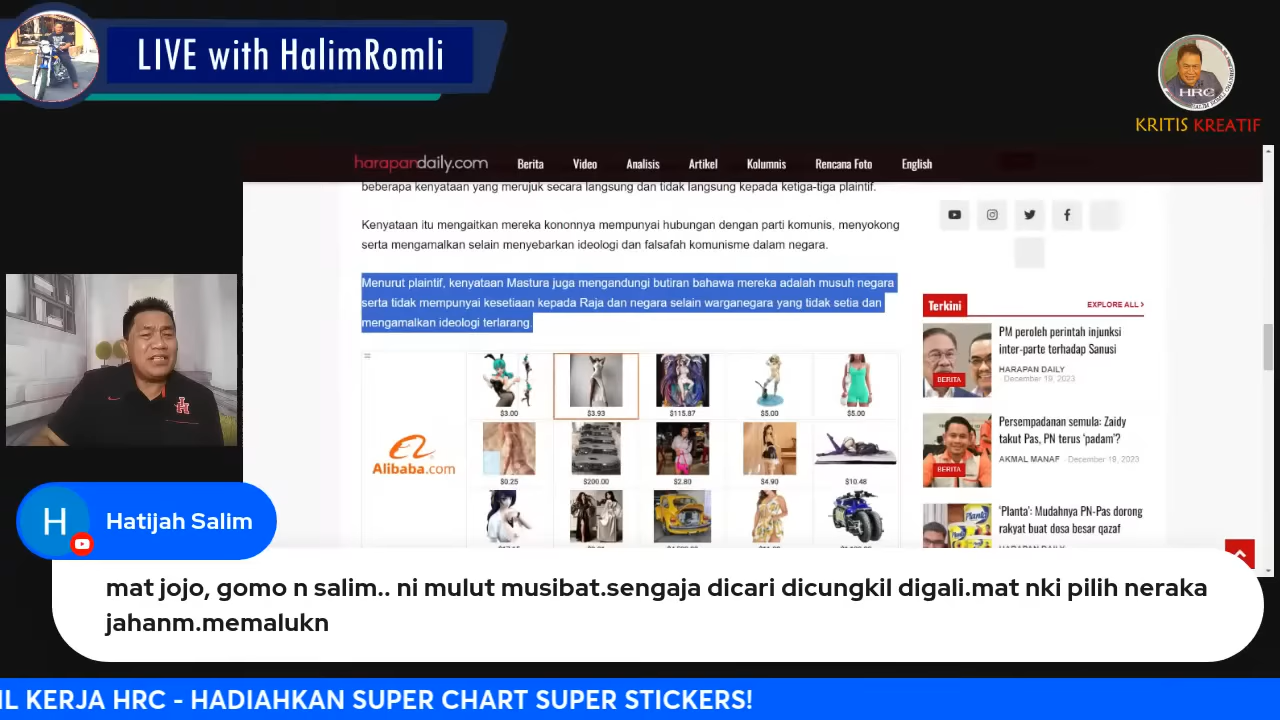 LIVE with HalimRomli
HRC
KRITIS KREATIF
harapandaily.com
Berita
Video
Analisis
Artikel
Kolumnis
Rencana Foto
English
beberapa kenyataan yang merujuk secara langsung dan tidak langsung kepada ketiga-tiga plaintif.
Kenyataan itu mengaitkan mereka kononnya mempunyai hubungan dengan parti komunis, menyokong
serta mengamalkan selain menyebarkan ideologi dan falsafah komunisme dalam negara.
Menurut plaintif, kenyataan Mastura juga mengandungi butiran bahawa mereka adalah musuh negara
serta tidak mempunyai kesetiaan kepada Raja dan negara selain warganegara yang tidak setia dan
mengamalkan ideologi terlarang.
Alibaba.com
$3.00
$3.93
$115.87
$5.00
$5.00
$0.25
$200.00
$2.80
$4.90
$10.48
Terkini
EXPLORE ALL
PM peroleh perintah injunksi
inter-parte terhadap Sanusi
HARAPAN DAILY
- December 19, 2023
BERITA
Persempadanan semula: Zaidy
takut Pas, PN terus 'padam'?
AKMAL MANAF - December 19, 2023
BERITA
'Planta': Mudahnya PN-Pas dorong
rakyat buat dosa besar qazaf
Planta
H
Hatijah Salim
mat jojo, gomo n salim.. ni mulut musibat.sengaja dicari dicungkil digali.mat nki pilih neraka
jahanm.memalukn
IL KERJA HRC - HADIAHKAN SUPER CHART SUPER STICKERS!